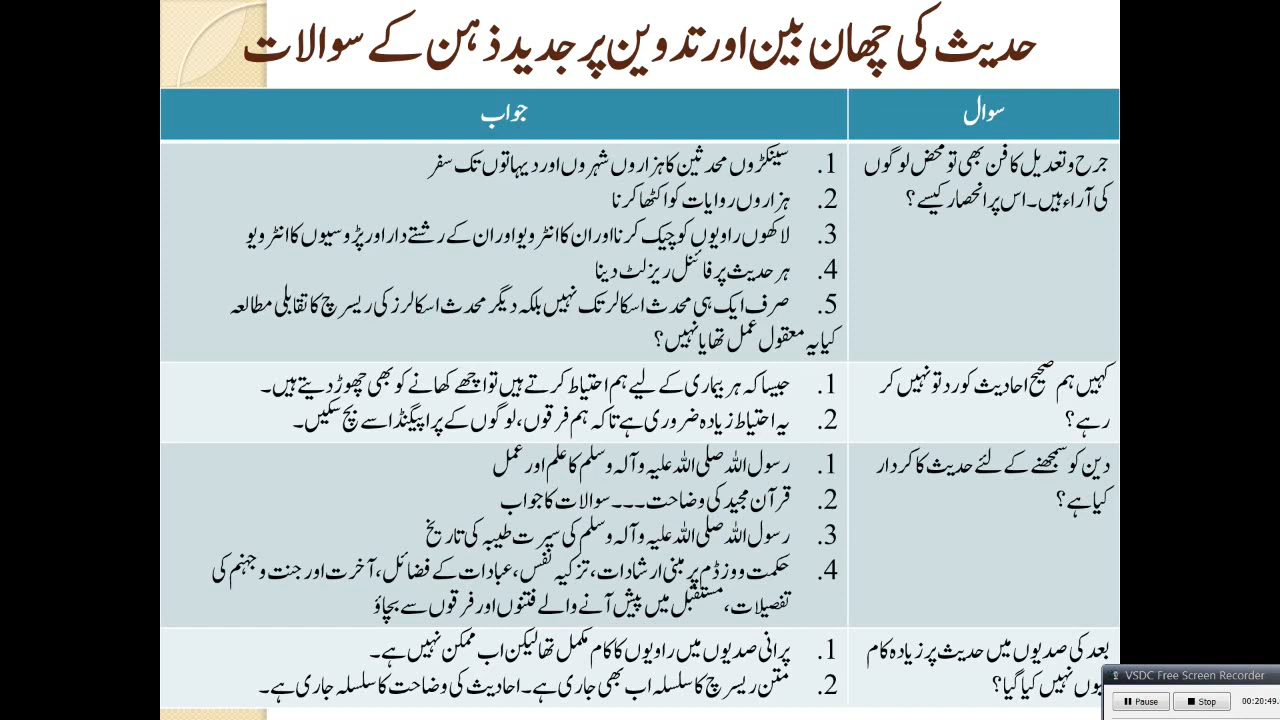 حدیث کی چھان بین اور تدوین پر جدید ذہن کے سوالات
سوال
جواب
جرح و تعدیل کا فن بھی تو محض لوگوں
کی آراء ہیں۔ اس پر انحصار کیسے؟
1. سینکڑوں محدثین کا ہزاروں شہروں اور دیہاتوں تک سفر
2. ہزاروں روایات کو اکٹھا کرنا
3. لاکھوں راویوں کو چیک کرنا اور ان کا انٹرویو اور ان کے رشتے دار اور پڑوسیوں کا انٹرویو
4. ہر حدیث پر فائنل ریزلٹ دینا
5. صرف ایک ہی محدث اسکالر تک نہیں بلکہ دیگر محدث اسکالرز کی ریسرچ کا تقابلی مطالعہ
کیا یہ معقول عمل تھا یا نہیں؟
کہیں ہم صحیح احادیث کو رد تو نہیں کر
رہے؟
1. جیسا کہ ہر بیماری کے لیے ہم احتیاط کرتے ہیں تو اچھے کھانے کو بھی چھوڑ دیتے ہیں۔
2. یہ احتیاط زیادہ ضروری ہے تاکہ ہم فرقوں، لوگوں کے پراپیگنڈا سے بچ سکیں۔
دین کو سمجھنے کے لئے حدیث کا کردار
کیا ہے؟
1. رسول اللہ صلی اللہ علیہ وآلہ وسلم کا علم اور عمل
2. قرآن مجید کی وضاحت۔۔۔ سوالات کا جواب
3. رسول اللہ صلی اللہ علیہ وآلہ وسلم کی سیرت طیبہ کی تاریخ
4. حکمت و وزڈم پر مبنی ارشادات، تزکیہ نفس، عبادات کے فضائل، آخرت اور جنت و جہنم کی
تفصیلات، مستقبل میں پیش آنے والے فتنوں اور فرقوں سے بچاؤ
بعد کی صدیوں میں حدیث پر زیادہ کام
کیوں نہیں کیا گیا؟
1. پرانی صدیوں میں راویوں کا کام مکمل تھا لیکن اب ممکن نہیں ہے۔
2. متن ریسرچ کا سلسلہ اب بھی جاری ہے۔ احادیث کی وضاحت کا سلسلہ جاری ہے۔
VSDC Free Screen Recorder
Pause Stop 00:20:49.